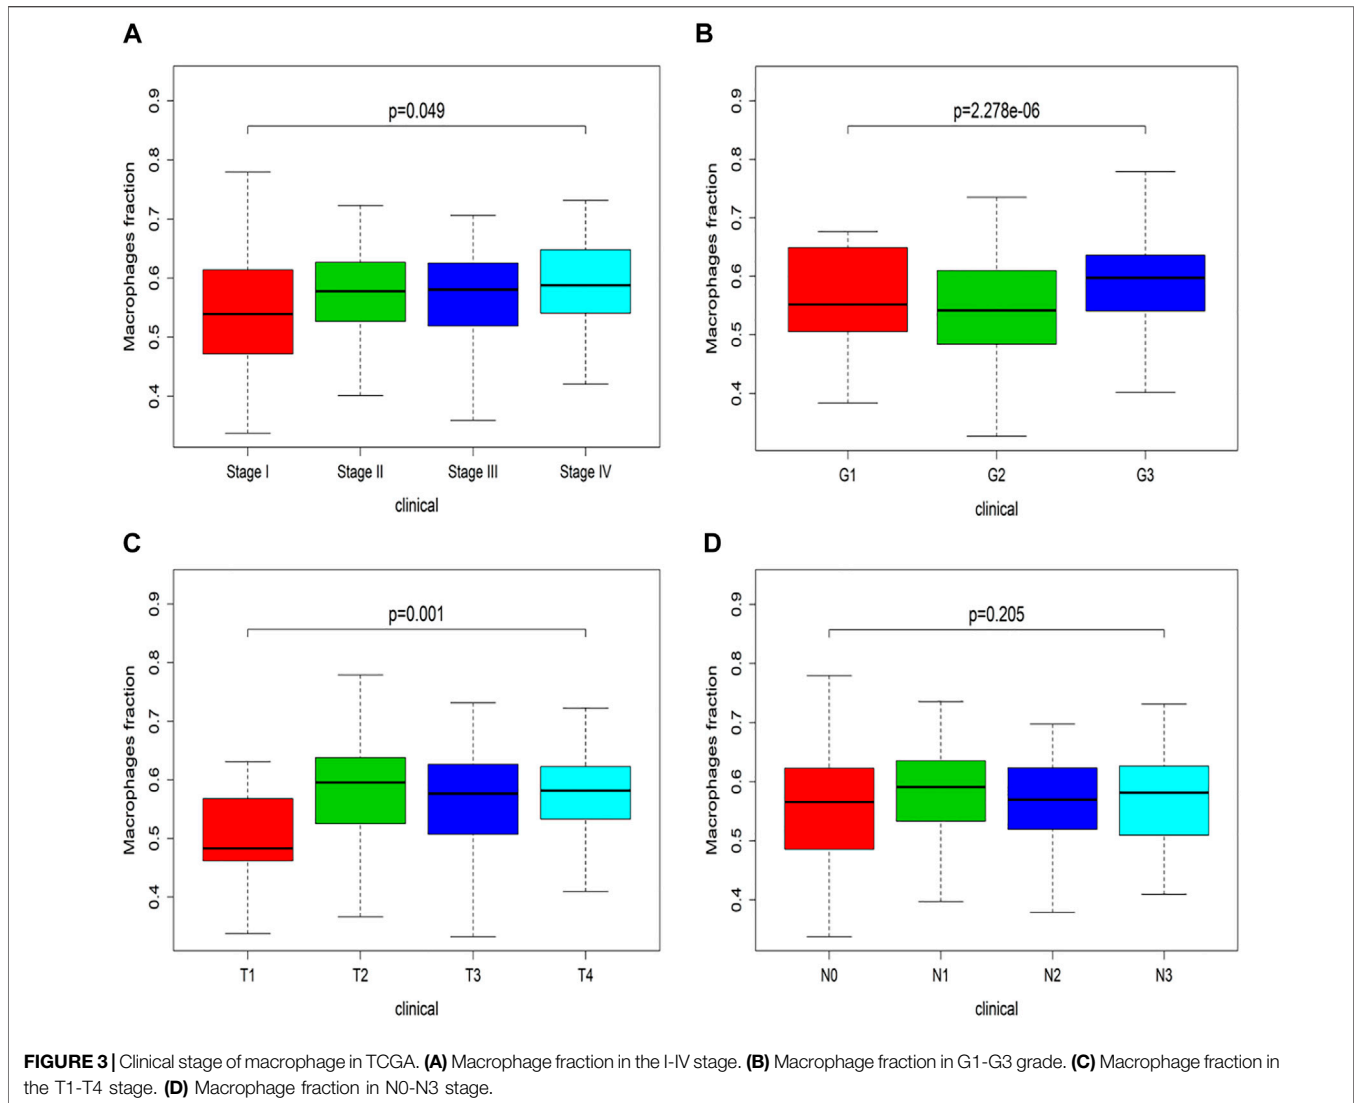 A
p=0.049
Macrophages fraction
0.9
0.8
0.7
0.6
0.5
0.4
Stage I Stage II Stage III Stage IV
clinical
B
p=2.278e-06
Macrophages fraction
0.9
0.8
0.7
0.6
0.5
0.4
G1 G2 G3
clinical
C
p=0.001
Macrophages fraction
0.9
0.8
0.7
0.6
0.5
0.4
T1 T2 T3 T4
clinical
D
p=0.205
Macrophages fraction
0.9
0.8
0.7
0.6
0.5
0.4
N0 N1 N2 N3
clinical
FIGURE 3 | Clinical stage of macrophage in TCGA. (A) Macrophage fraction in the I-IV stage. (B) Macrophage fraction in G1-G3 grade. (C) Macrophage fraction in
the T1-T4 stage. (D) Macrophage fraction in N0-N3 stage.